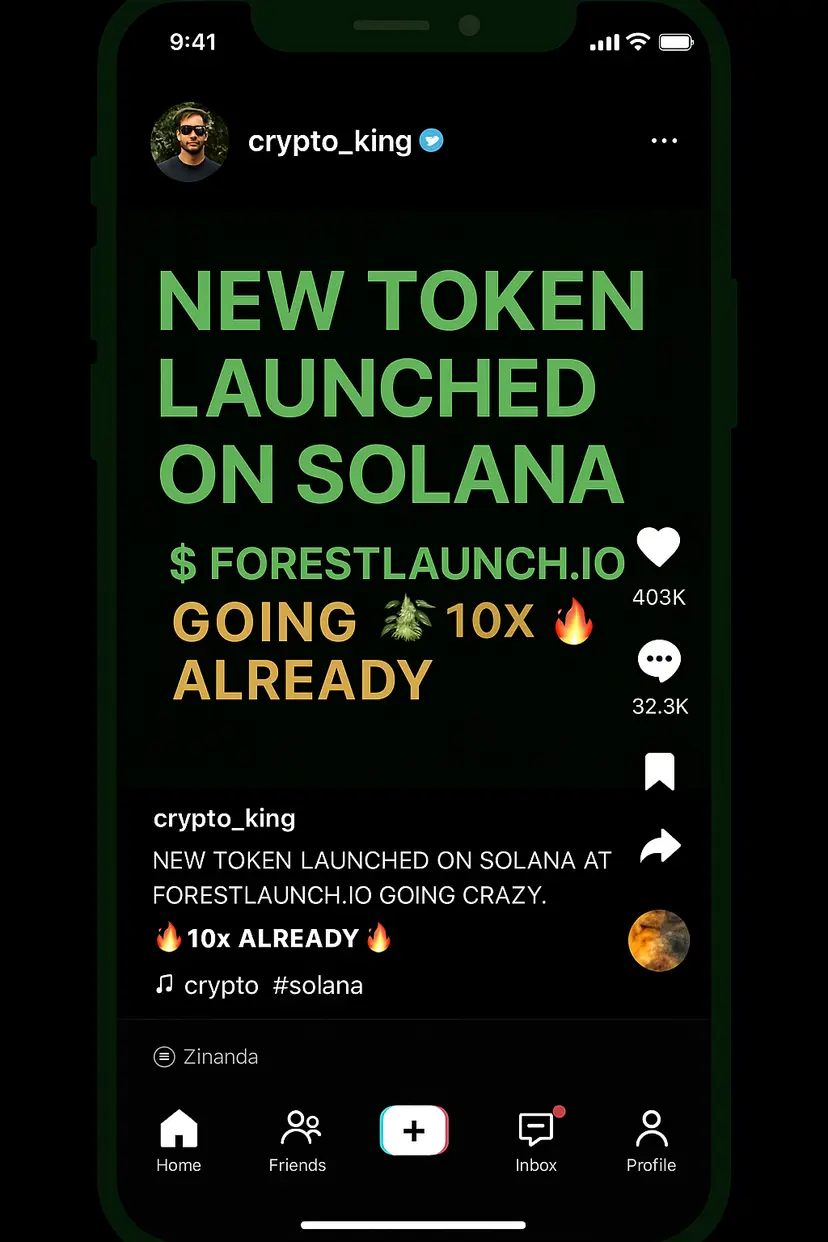 9:41
crypto_king
NEW TOKEN
LAUNCHED
ON SOLANA
$ FORESTLAUNCH.IO
GOING 10X
ALREADY
403K
32.3K
crypto_king
NEW TOKEN LAUNCHED ON SOLANA AT
FORESTLAUNCH.IO GOING CRAZY.
🔥10x ALREADY🔥
crypto #solana
Zinanda
Home Friends Inbox Profile